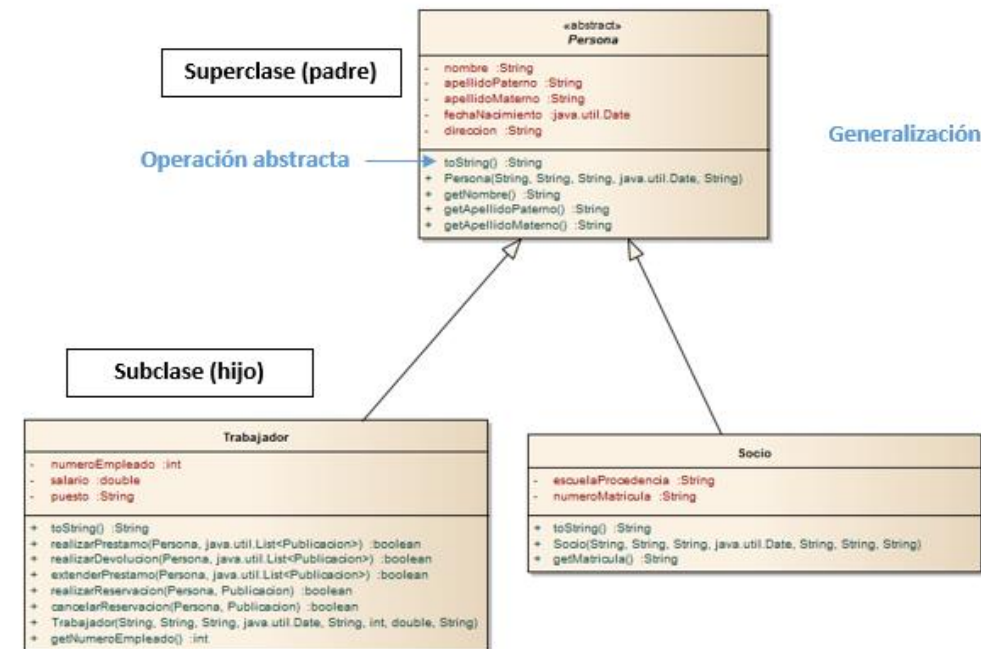 «abstract»
Persona
Superclase (padre)
- nombre :String
- apellidoPaterno :String
- apellidoMaterno :String
- fechaNacimiento :java.util.Date
- direccion :String
Generalización
Operación abstracta
toString() :String
+ Persona(String, String, String, java.util.Date, String)
+ getNombre() :String
+ getApellidoPaterno() :String
+ getApellidoMaterno() :String
Subclase (hijo)
Trabajador
- numeroEmpleado :int
- salario :double
- puesto :String
+ toString() :String
+ realizarPrestamo(Persona, java.util.List<Publicacion>) :boolean
+ realizarDevolucion(Persona, java.util.List<Publicacion>) :boolean
+ extenderPrestamo(Persona, java.util.List<Publicacion>) :boolean
+ realizarReservacion(Persona, Publicacion) :boolean
+ cancelarReservacion(Persona, Publicacion) :boolean
+ Trabajador(String, String, String, java.util.Date, String, int, double, String)
+ getNumeroEmpleado() :int
Socio
- escuelaProcedencia :String
- numeroMatricula :String
+ toString() :String
+ Socio(String, String, String, java.util.Date, String, String, String)
+ getMatricula() :String